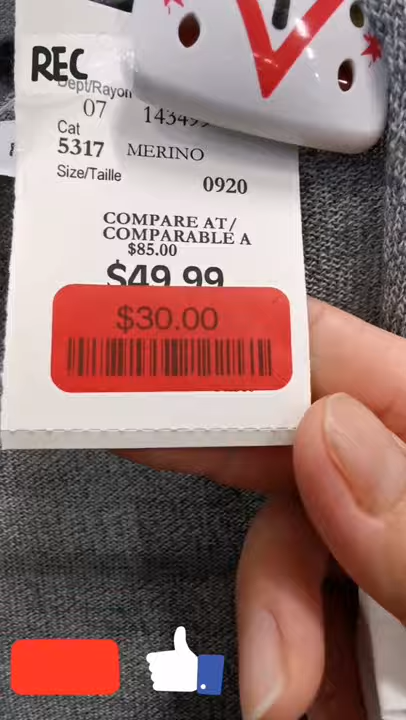 REC
Dept/Rayon
07
Cat
5317 MERINO
Size/Taille
0920
COMPARE AT/
COMPARABLE A
$85.00
$49.99
$30.00